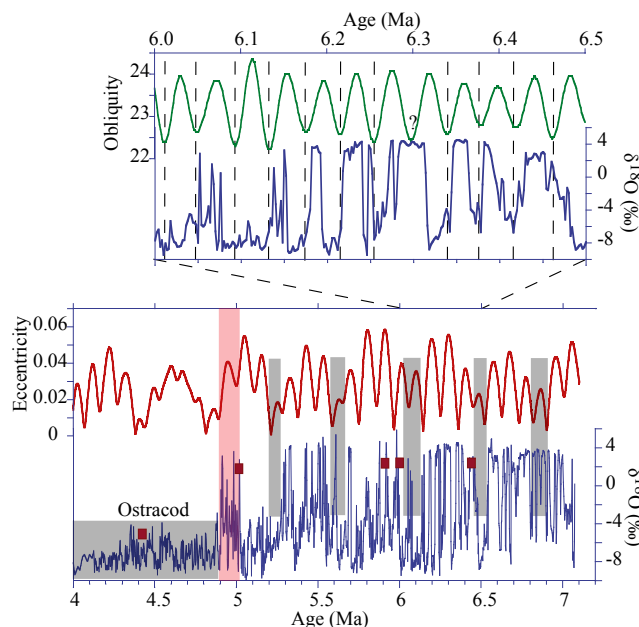 Age (Ma)
6.0 6.1 6.2 6.3 6.4 6.5
24
23
22
Obliquity
?
4
0
-4
-8
δ18O (‰)
Eccentricity
0.06
0.04
0.02
0
Ostracod
4
0
-4
-8
δ18O (‰)
4 4.5 5 5.5 6 6.5 7
Age (Ma)